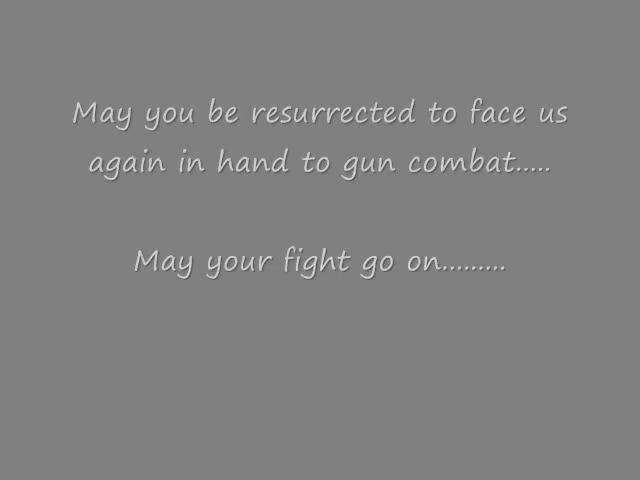 May you be resurrected to face us
again in hand to gun combat.....
May your fight go on.........